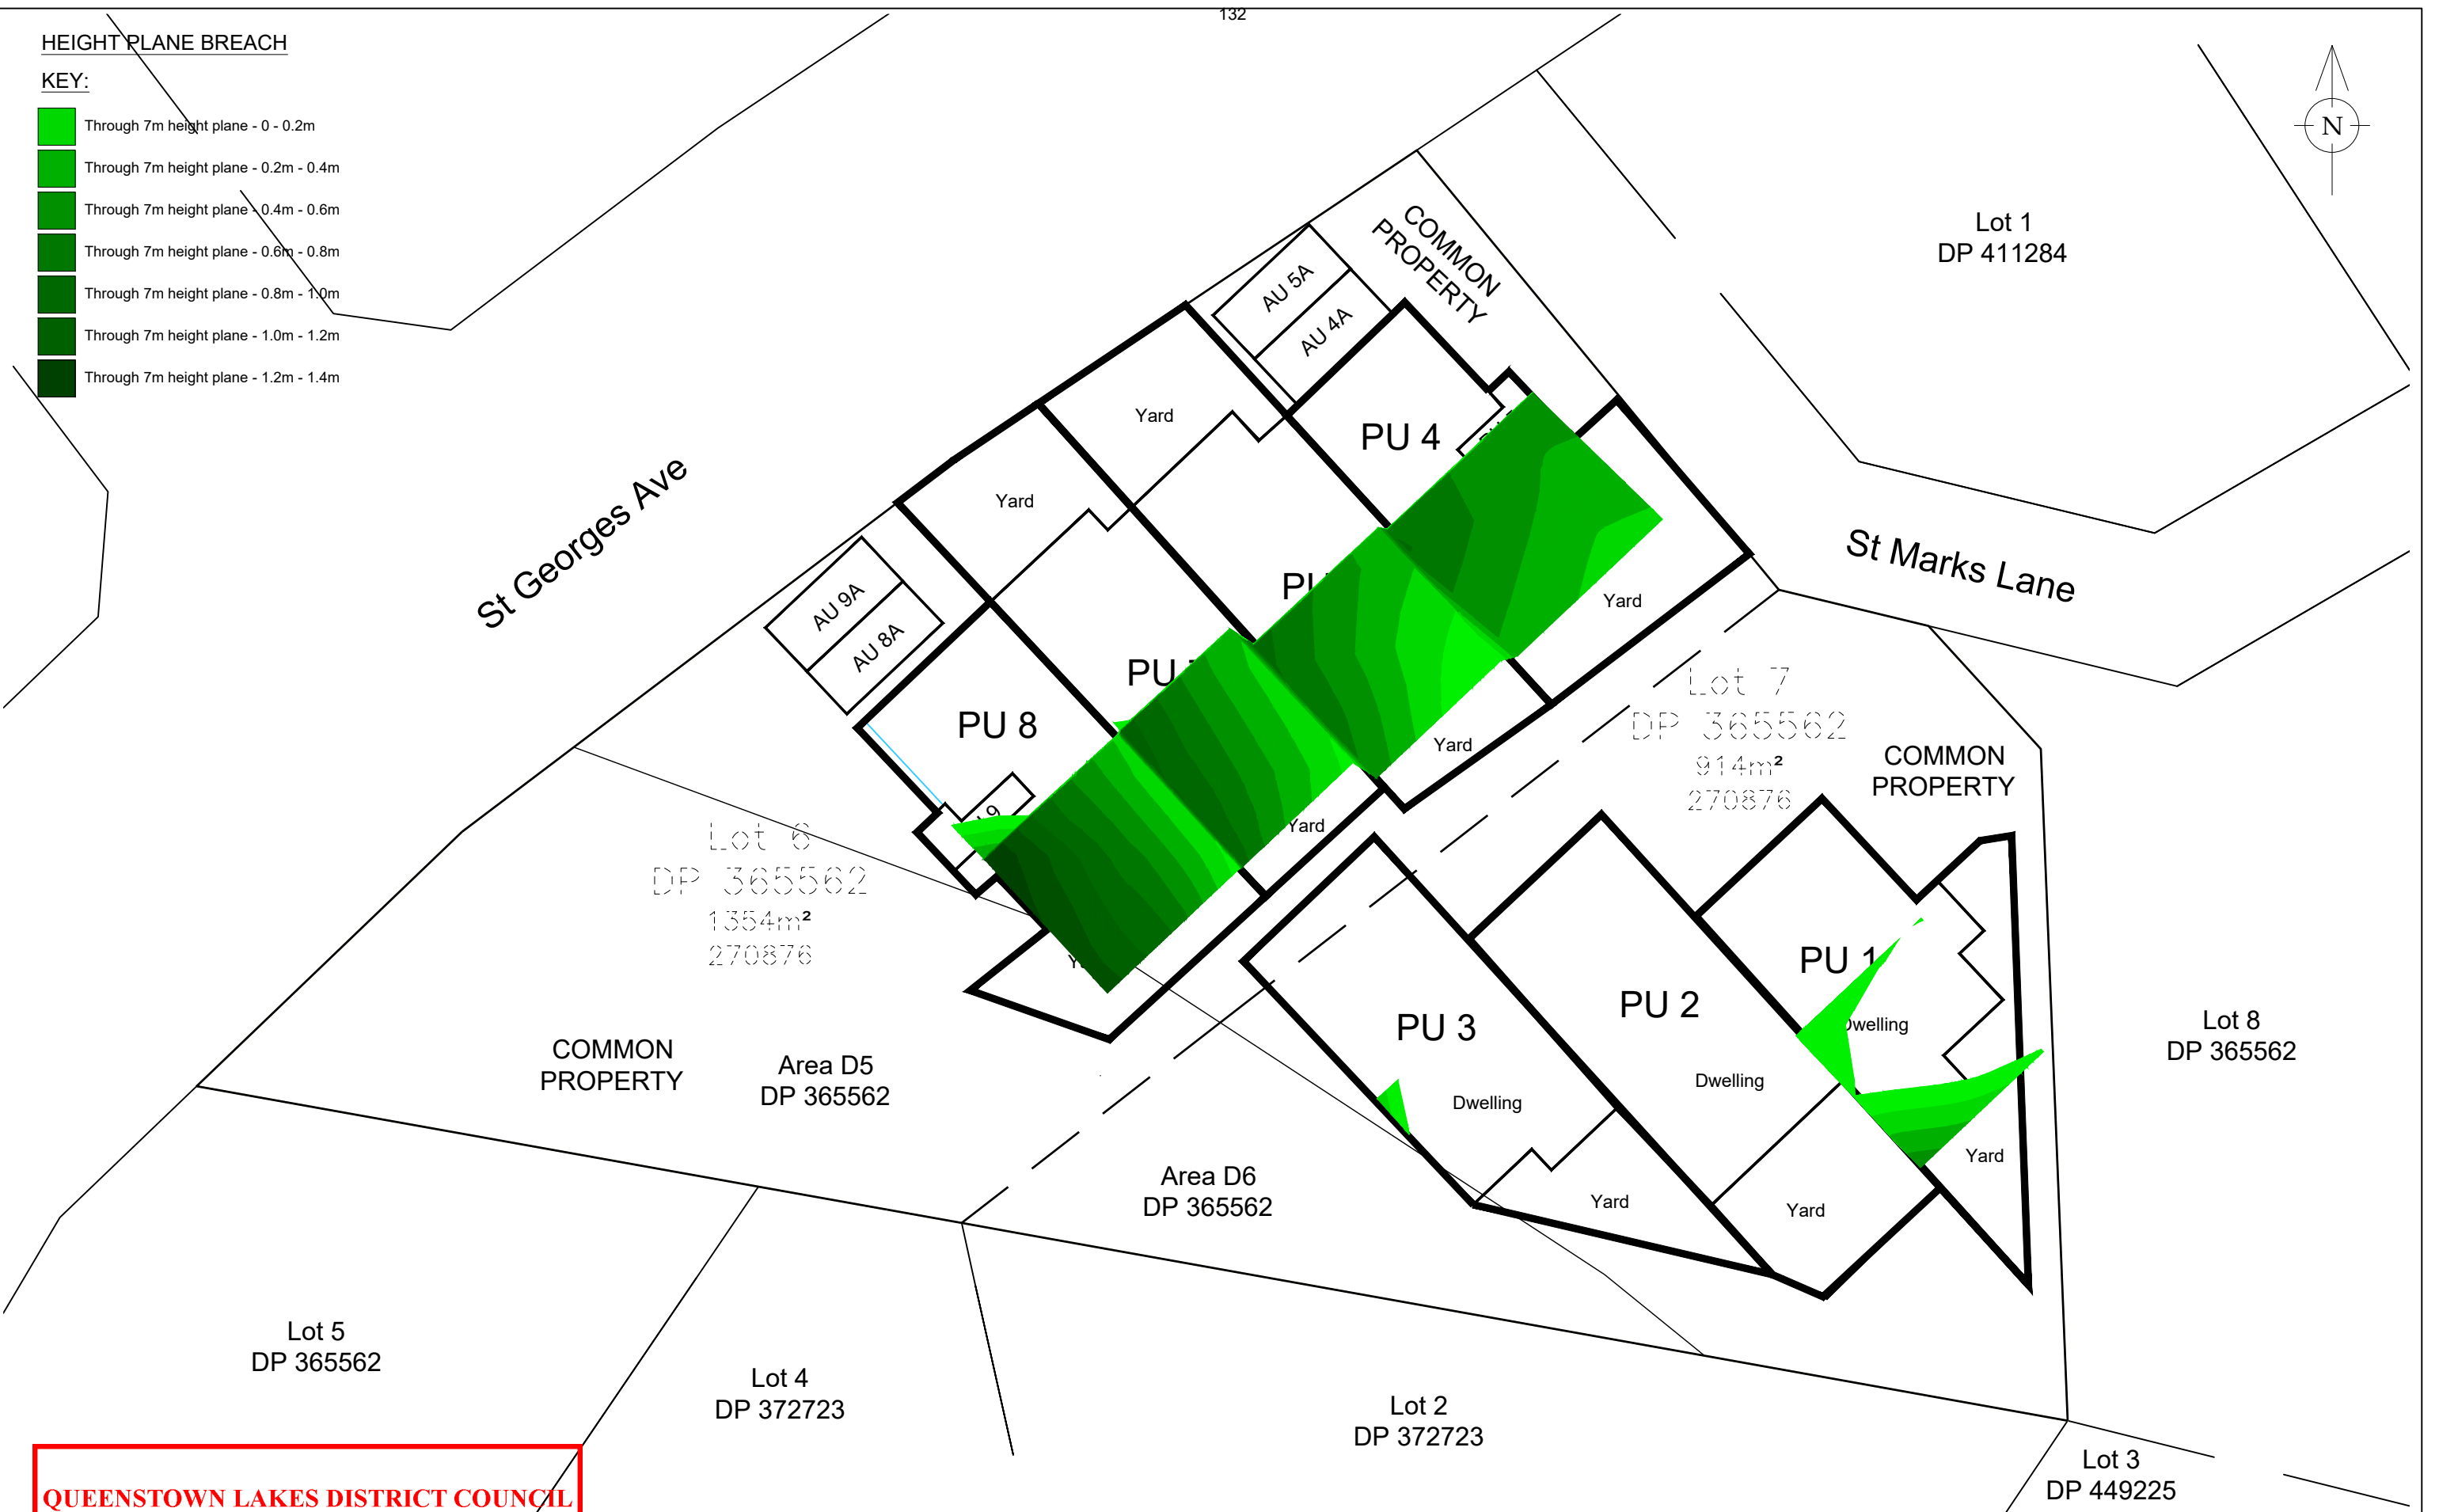 132
HEIGHT PLANE BREACH
KEY:
Through 7m height plane - 0 - 0.2m
Through 7m height plane - 0.2m - 0.4m
Through 7m height plane - 0.4m - 0.6m
Through 7m height plane - 0.6m - 0.8m
Through 7m height plane - 0.8m - 1.0m
Through 7m height plane - 1.0m - 1.2m
Through 7m height plane - 1.2m - 1.4m
N
Lot 1
DP 411284
COMMON
PROPERTY
AU 5A
AU 4A
Yard
PU 4
Yard
St Georges Ave
St Marks Lane
AU 9A
AU 8A
PU
Yard
PU
PU 8
Yard
Yard
Lot 7
DP 365562
914m²
270876
COMMON
PROPERTY
Lot 6
DP 365562
1354m²
270876
PU 1
Dwelling
PU 2
Dwelling
PU 3
Dwelling
Yard
Yard
Yard
Lot 8
DP 365562
COMMON
PROPERTY
Area D5
DP 365562
Area D6
DP 365562
Lot 5
DP 365562
Lot 4
DP 372723
Lot 2
DP 372723
Lot 3
DP 449225
QUEENSTOWN LAKES DISTRICT COUNCIL